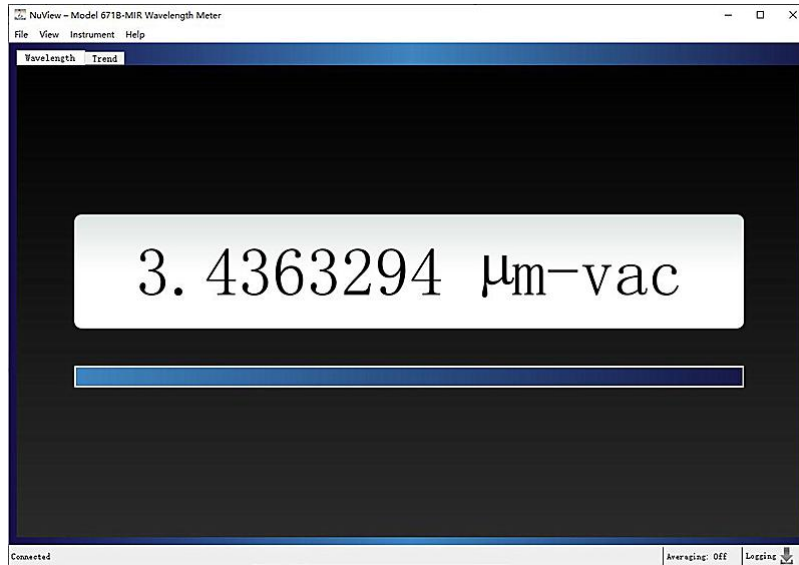 NuView – Model 671B-MIR Wavelength Meter
File View Instrument Help
Wavelength Trend
3.4363294 μm-vac
Connected Averaging: Off Logging